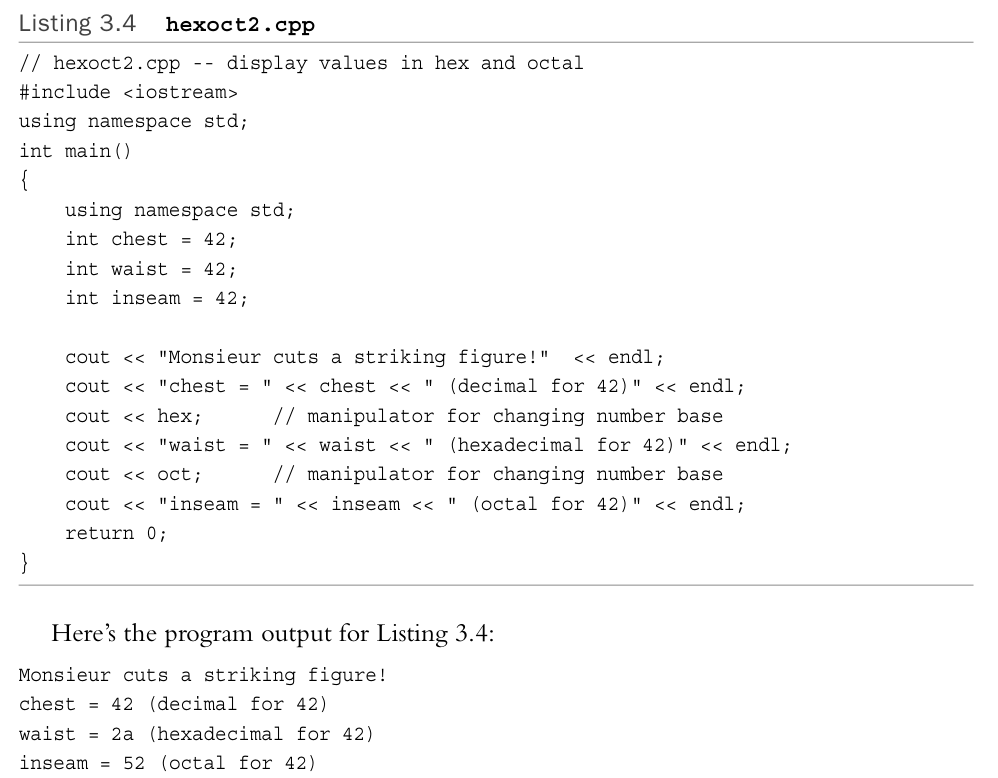 Listing 3.4 hexoct2.cpp
// hexoct2.cpp -- display values in hex and octal
#include <iostream>
using namespace std;
int main()
{
    using namespace std;
    int chest = 42;
    int waist = 42;
    int inseam = 42;

    cout << "Monsieur cuts a striking figure!"  << endl;
    cout << "chest = " << chest << " (decimal for 42)" << endl;
    cout << hex;      // manipulator for changing number base
    cout << "waist = " << waist << " (hexadecimal for 42)" << endl;
    cout << oct;      // manipulator for changing number base
    cout << "inseam = " << inseam << " (octal for 42)" << endl;
    return 0;
}
Here’s the program output for Listing 3.4:
Monsieur cuts a striking figure!
chest = 42 (decimal for 42)
waist = 2a (hexadecimal for 42)
inseam = 52 (octal for 42)